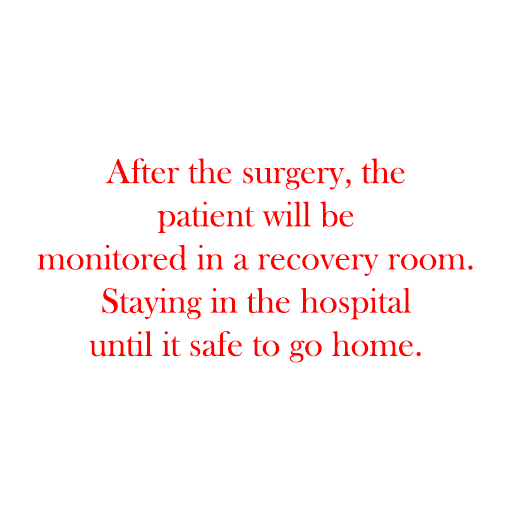 After the surgery, the
patient will be
monitored in a recovery room.
Staying in the hospital
until it safe to go home.